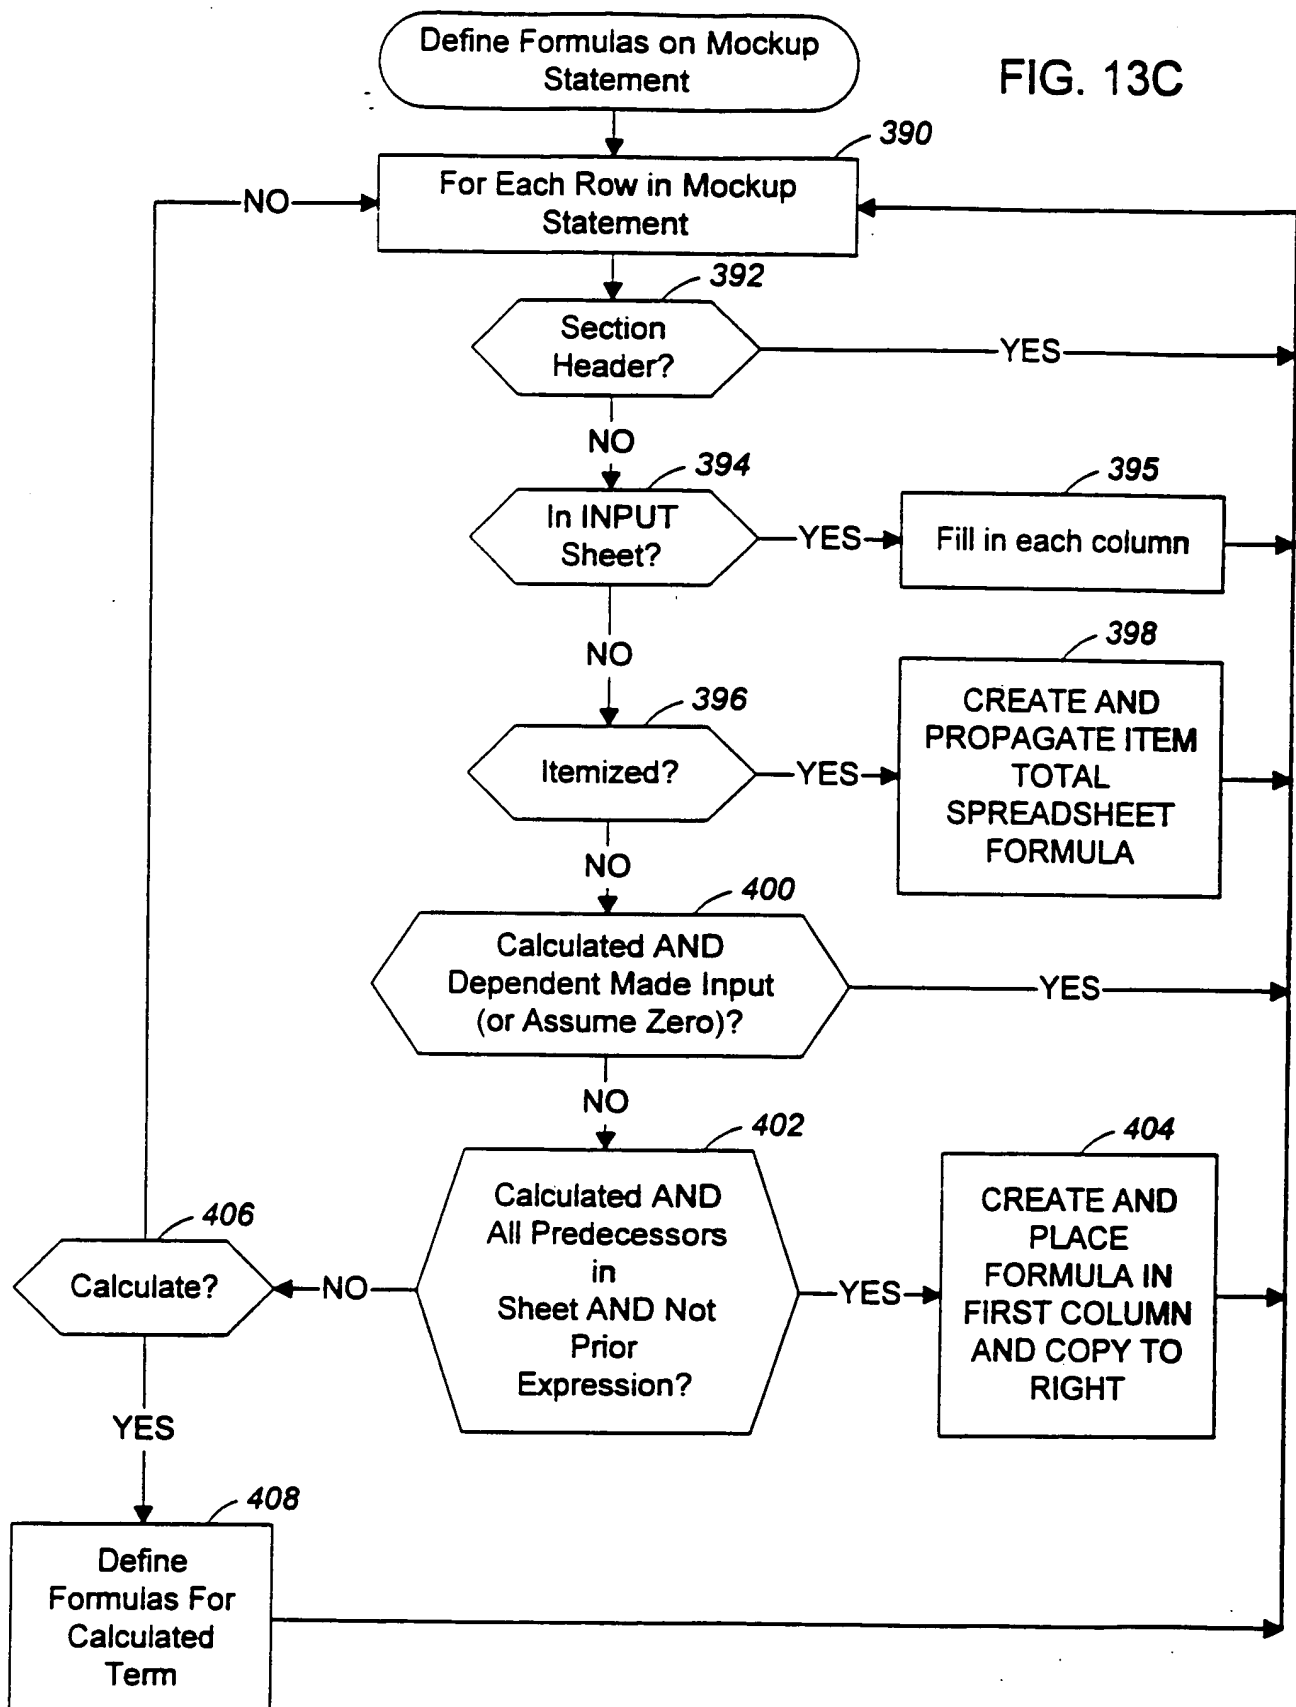 Define Formulas on Mockup
Statement
FIG. 13C
390
For Each Row in Mockup
Statement
NO
392
Section
Header?
YES
NO
394
In INPUT
Sheet?
YES
395
Fill in each column
NO
396
Itemized?
YES
398
CREATE AND
PROPAGATE ITEM
TOTAL
SPREADSHEET
FORMULA
NO
400
Calculated AND
Dependent Made Input
(or Assume Zero)?
YES
NO
402
Calculated AND
All Predecessors
in
Sheet AND Not
Prior
Expression?
YES
404
CREATE AND
PLACE
FORMULA IN
FIRST COLUMN
AND COPY TO
RIGHT
NO
406
Calculate?
YES
408
Define
Formulas For
Calculated
Term